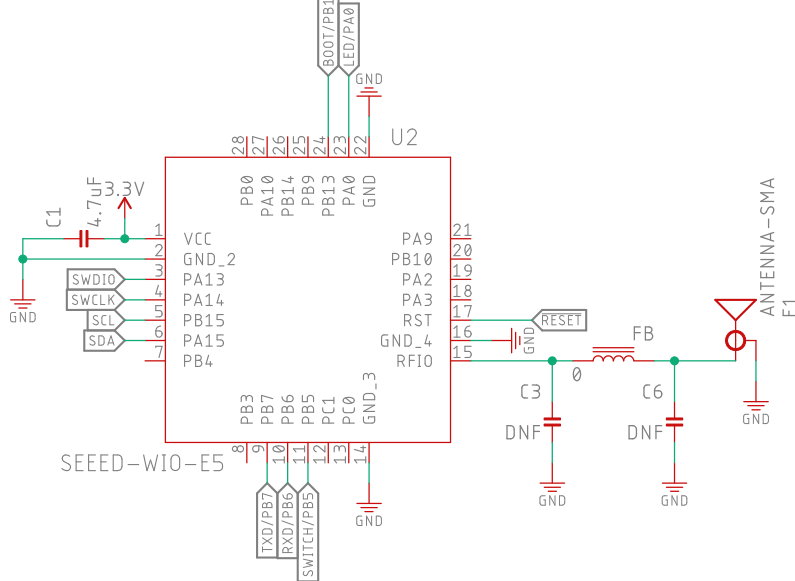 BOOT/PB1
LED/PA0
GND
U2
28
27
26
25
24
23
22
PB0
PA10
PB14
PB9
PB13
PA0
GND
C1
4.7uF
3.3V
1
2
3
4
5
6
7
VCC
GND_2
PA13
PA14
PB15
PA15
PB4
SWDIO
SWCLK
SCL
SDA
GND
PA9
PB10
PA2
PA3
RST
GND_4
RFIO
21
20
19
18
17
16
15
RESET
GND
FB
0
ANTENNA-SMA
F1
GND
C3
DNF
GND
C6
DNF
GND
PB3
PB7
PB6
PB5
PC1
PC0
GND_3
8
9
10
11
12
13
14
SEEED-WIO-E5
TXD/PB7
RXD/PB6
SWITCH/PB5
GND